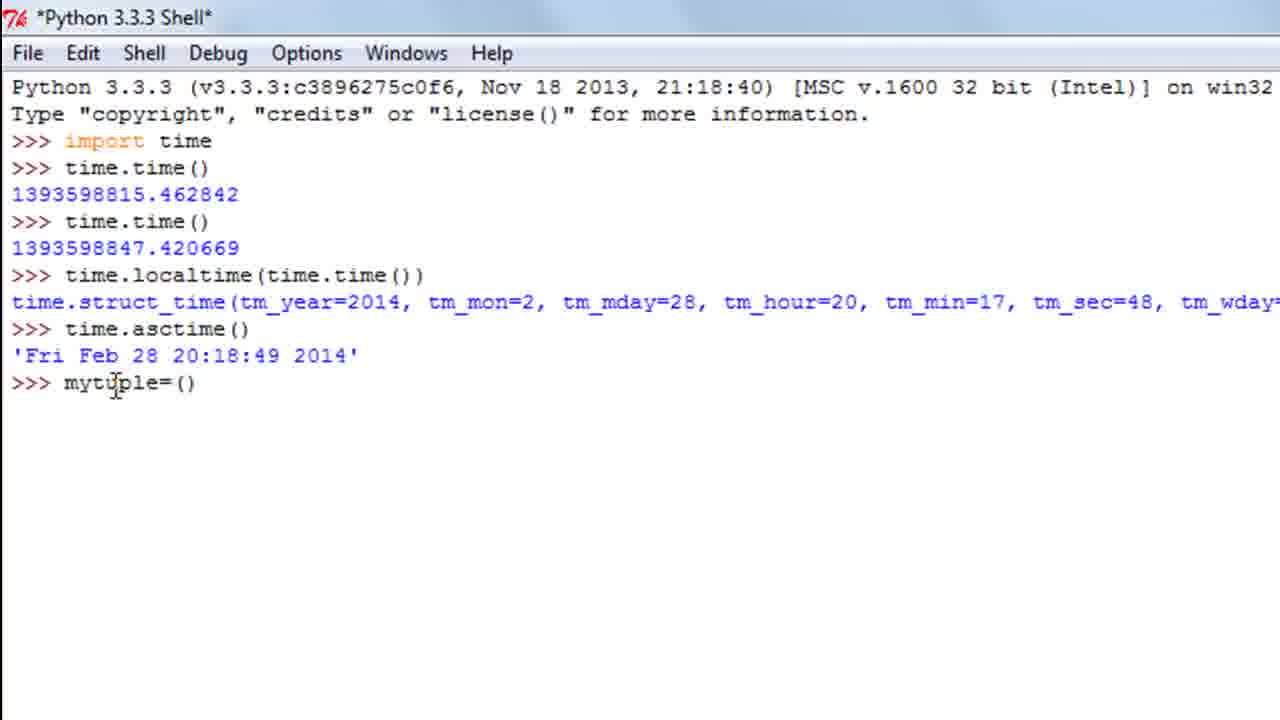 *Python 3.3.3 Shell*
File Edit Shell Debug Options Windows Help
Python 3.3.3 (v3.3.3:c3896275c0f6, Nov 18 2013, 21:18:40) [MSC v.1600 32 bit (Intel)] on win32
Type "copyright", "credits" or "license()" for more information.
>>> import time
>>> time.time()
1393598815.462842
>>> time.time()
1393598847.420669
>>> time.localtime(time.time())
time.struct_time(tm_year=2014, tm_mon=2, tm_mday=28, tm_hour=20, tm_min=17, tm_sec=48, tm_wday=
>>> time.asctime()
'Fri Feb 28 20:18:49 2014'
>>> mytuple=()